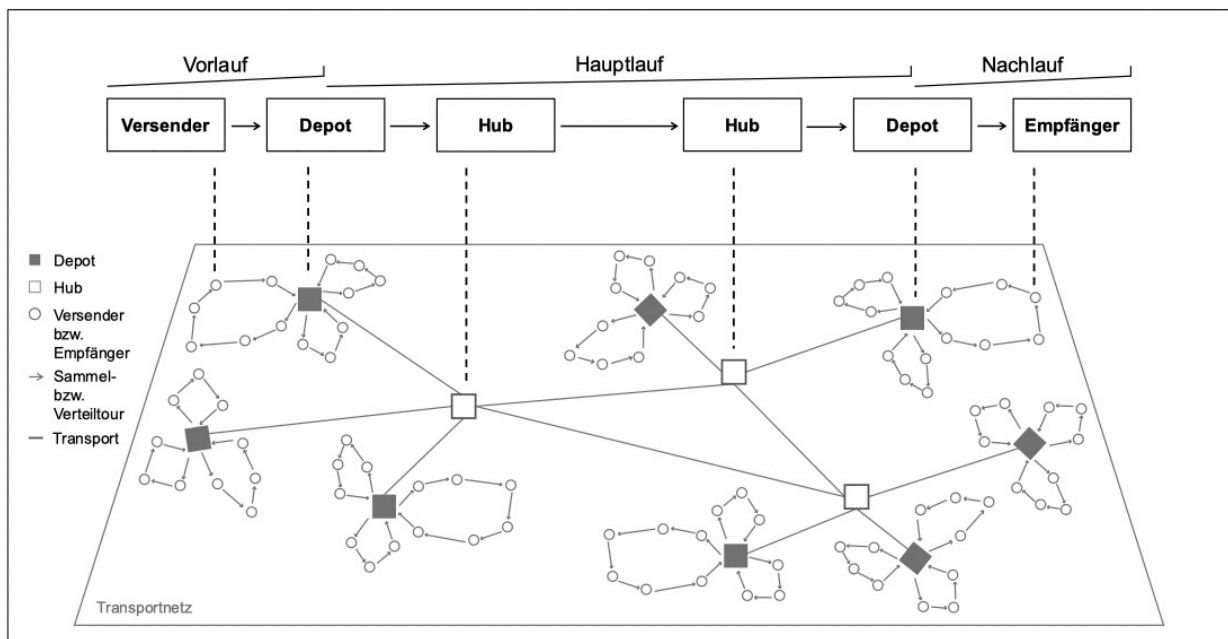 Vorlauf
Hauptlauf
Nachlauf
Versender
Depot
Hub
Hub
Depot
Empfänger
Depot
Hub
Versender
bzw.
Empfänger
Sammel-
bzw.
Verteiltour
Transport
Transportnetz